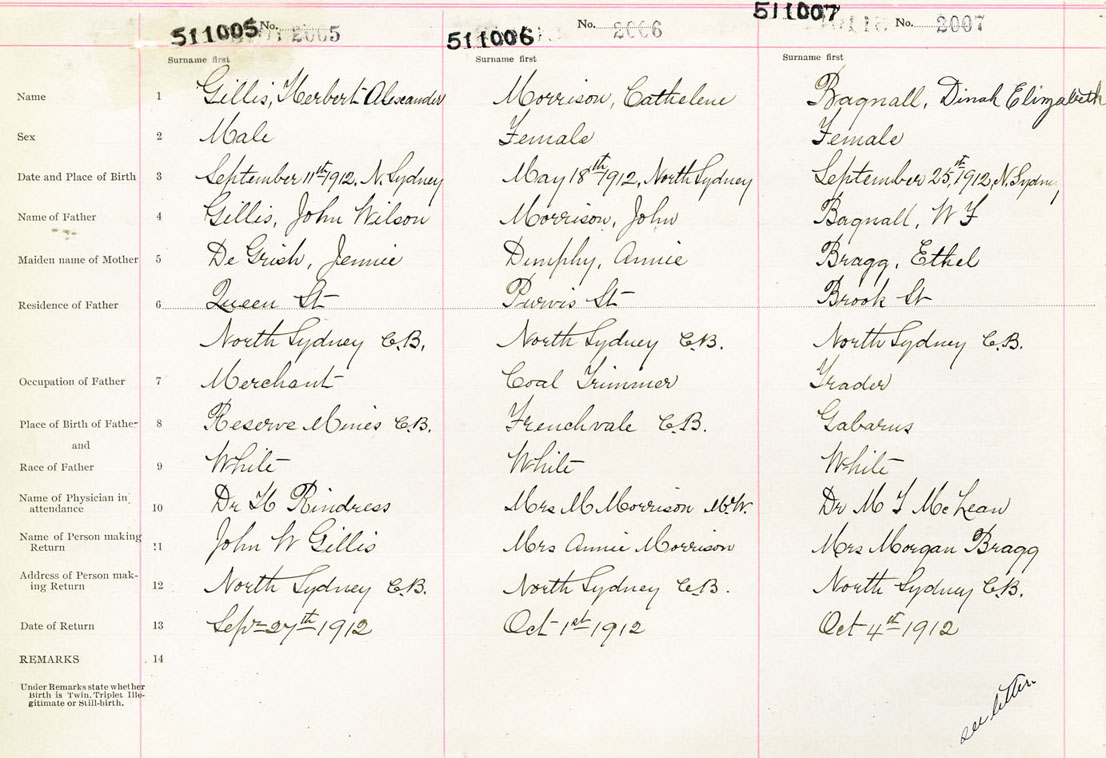 511005 No. 2005
511006 No. 2006
511007 No. 2007
Surname first Surname first Surname first
Name 1 Gillis, Herbert Alexander Morrison, Cathelene Bagnall, Dinah Elizabeth
Sex 2 Male Female Female
Date and Place of Birth 3 September 11th 1912, N. Sydney May 18th 1912, North Sydney September 25st, 1912, N. Sydney
Name of Father 4 Gillis, John Wilson Morrison, John Bagnall, W F
Maiden name of Mother 5 De Grish, Jennie Dimphy, Annie Bragg, Ethel
Residence of Father 6 Queen St Purvis St Brook St
North Sydney C.B. North Sydney C.B. North Sydney C.B.
Occupation of Father 7 Merchant Coal Trimmer Trader
Place of Birth of Father 8 Reserve Mines C.B. Frenchvale C.B. Gabarus
and
Race of Father 9 White White White
Name of Physician in
attendance 10 Dr H Rindress Mrs M Morrison M.W. Dr M T McLean
Name of Person making
Return 11 John W Gillis Mrs Annie Morrison Mrs Morgan Bragg
Address of Person mak-
ing Return 12 North Sydney C.B. North Sydney C.B. North Sydney C.B.
Date of Return 13 Sept 27th 1912 Oct 1st 1912 Oct 4th 1912
REMARKS 14
Under Remarks state whether
Birth is Twin, Triplet Ille-
gitimate or Still-birth.
see letter